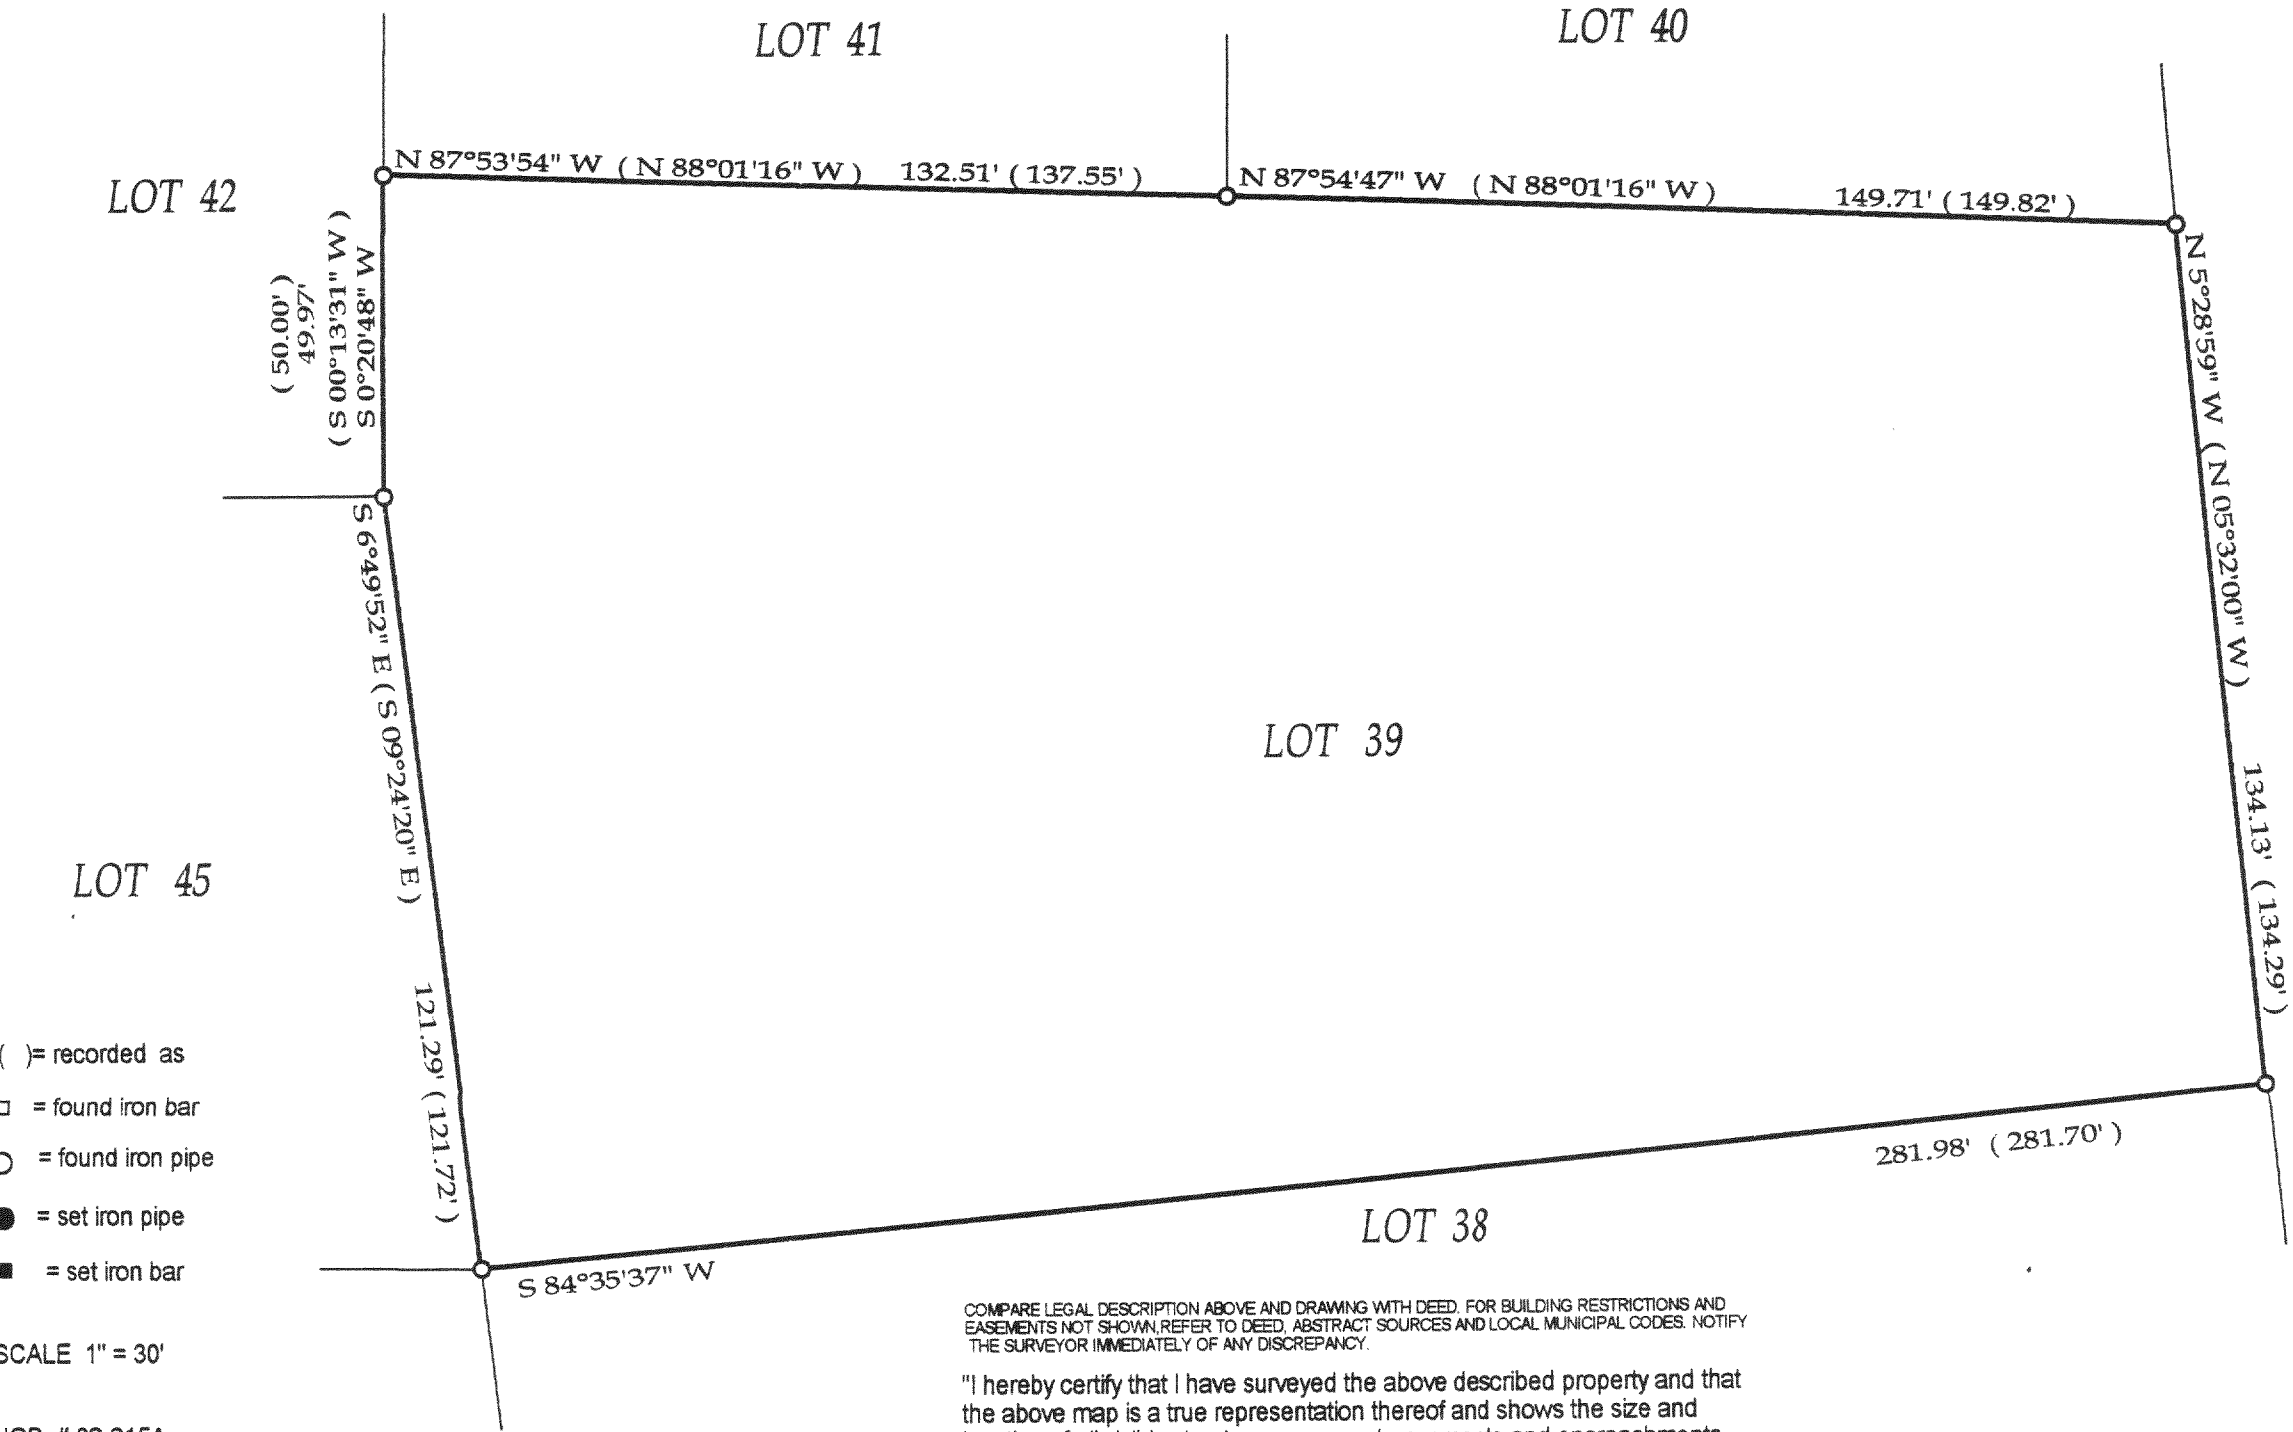 LOT 41
LOT 40
LOT 42
N 87°53'54" W ( N 88°01'16" W ) 132.51' ( 137.55' )
N 87°54'47" W ( N 88°01'16" W ) 149.71' ( 149.82' )
( 50.00' )
49.97'
( S 00°13'31" W )
S 0°20'48" W
N 5°28'59" W ( N 05°32'00" W ) 134.13' ( 134.29' )
S 6°49'52" E ( S 09°24'20" E ) 121.29' ( 121.72' )
LOT 39
LOT 45
( )= recorded as
= found iron bar
= found iron pipe
= set iron pipe
= set iron bar
SCALE 1" = 30'
281.98' ( 281.70' )
LOT 38
S 84°35'37" W
COMPARE LEGAL DESCRIPTION ABOVE AND DRAWING WITH DEED. FOR BUILDING RESTRICTIONS AND
EASEMENTS NOT SHOWN,REFER TO DEED, ABSTRACT SOURCES AND LOCAL MUNICIPAL CODES. NOTIFY
THE SURVEYOR IMMEDIATELY OF ANY DISCREPANCY.
"I hereby certify that I have surveyed the above described property and that
the above map is a true representation thereof and shows the size and